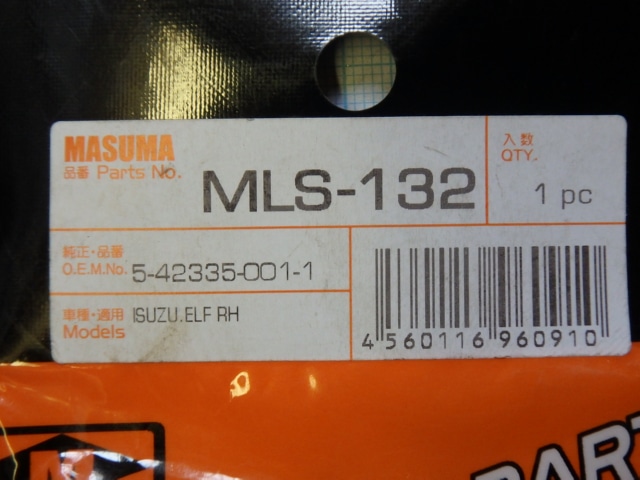 MASUMA
品番 Parts No.
MLS-132
入数
QTY.
1 pc
純正・品番
O.E.M.No.
5-42335-001-1
車種・適用
Models
ISUZU.ELF RH
4 560116 960910
PART